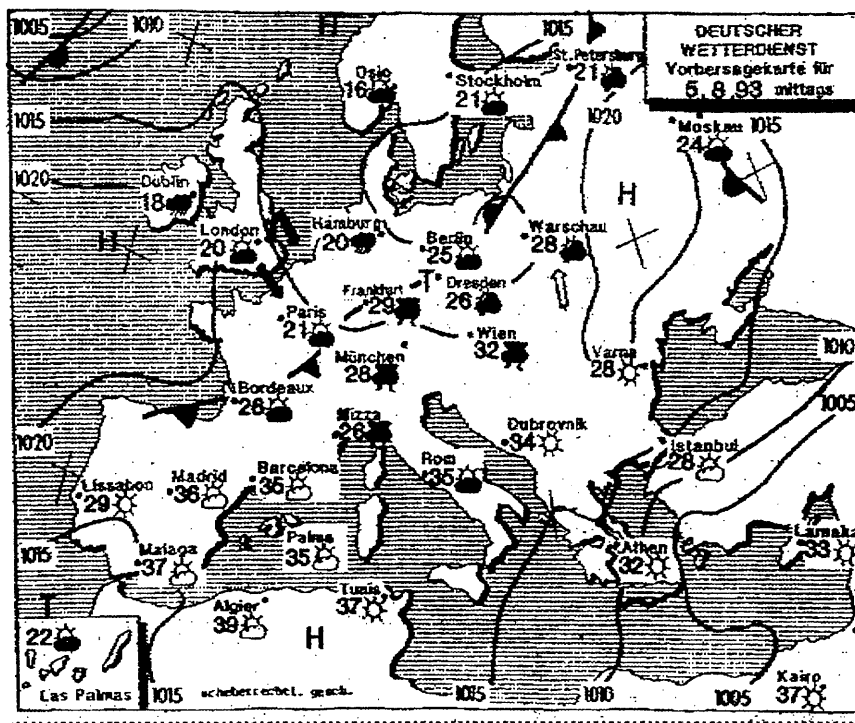 1005
1010
H
1015
DEUTSCHER
WETTERDIENST
Vorhersagekarte für
5. 8. 93 mittags
Oslo
16
Stockholm
21
St. Petersburg
21
1020
Moskau
24
1015
1015
1020
Dublin
18
H
London
20
Hamburg
20
Berlin
25
Warschau
28
H
Frankfurt
29
T
Dresden
26
Paris
21
Wien
32
München
28
Varna
28
1010
Bordeaux
26
1005
1020
Nizza
26
Dubrovnik
34
Istanbul
28
Rom
35
Lissabon
29
Madrid
36
Barcelona
35
1015
Malaga
37
Palma
35
Athen
32
Larnaka
33
T
Algier
39
Tunis
37
H
22
Las Palmas
1015
1015
1010
1005
Kairo
37